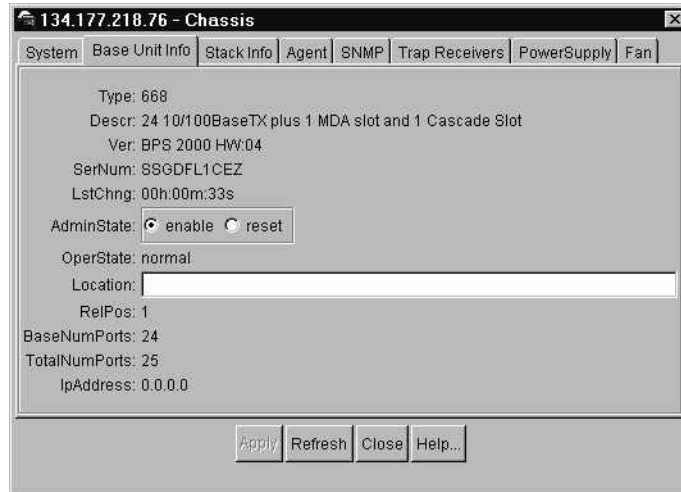 134.177.218.76 - Chassis
System Base Unit Info Stack Info Agent SNMP Trap Receivers PowerSupply Fan
Type: 668
Descr: 24 10/100BaseTX plus 1 MDA slot and 1 Cascade Slot
Ver: BPS 2000 HW:04
SerNum: SSGDFL1CEZ
LstChng: 00h:00m:33s
AdminState: enable reset
OperState: normal
Location:
RelPos: 1
BaseNumPorts: 24
TotalNumPorts: 25
IpAddress: 0.0.0.0
Apply Refresh Close Help...